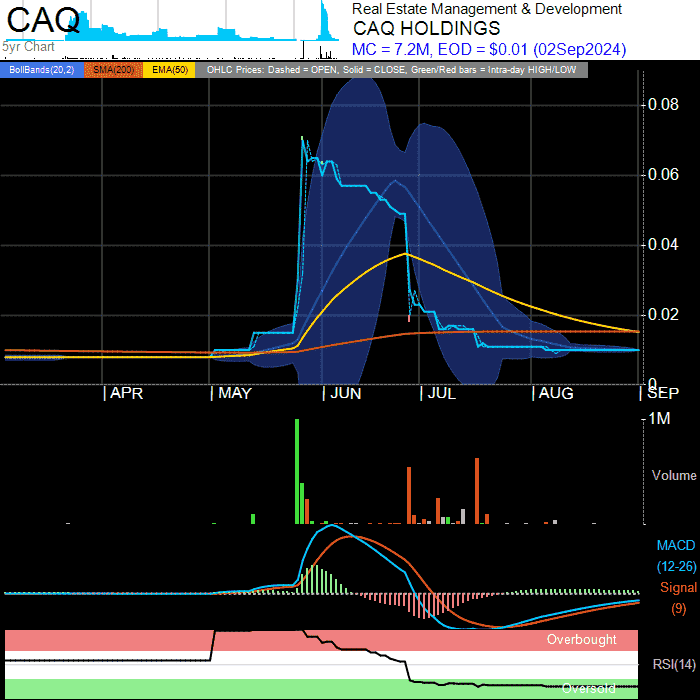 CAQ
5yr Chart
Real Estate Management & Development
CAQ HOLDINGS
MC = 7.2M, EOD = $0.01 (02Sep2024)
BollBands(20,2) SMA(200) EMA(50) OHLC Prices: Dashed = OPEN, Solid = CLOSE, Green/Red bars = Intra-day HIGH/LOW
0.08
0.06
0.04
0.02
0
APR MAY JUN JUL AUG SEP
1M
Volume
MACD
(12-26)
Signal
(9)
Overbought
RSI(14)
Oversold